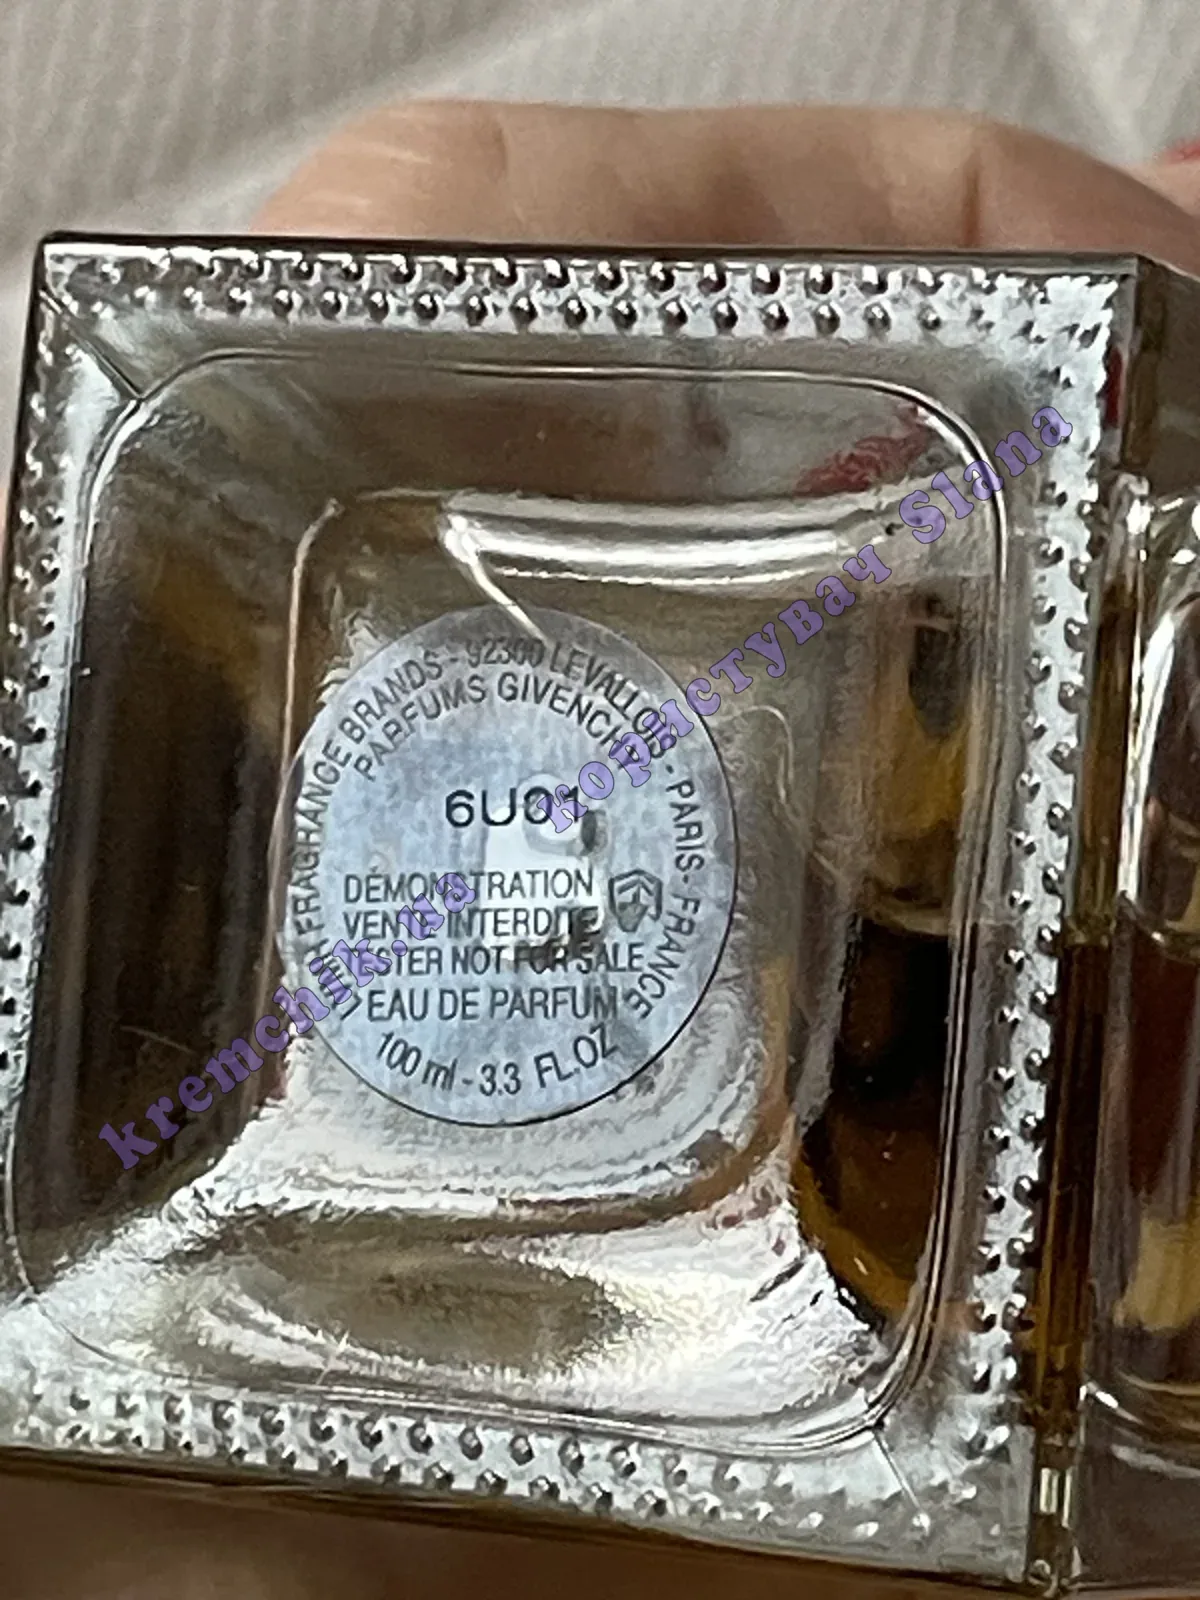 LVMH FRAGRANCE BRANDS - 92300 LEVALLOIS - PARIS - FRANCE
PARFUMS GIVENCHY
6U01
DÉMONSTRATION
VENTE INTERDITE
TESTER NOT FOR SALE
EAU DE PARFUM
100 ml - 3.3 FL.OZ
kremchik.ua користувач Slana